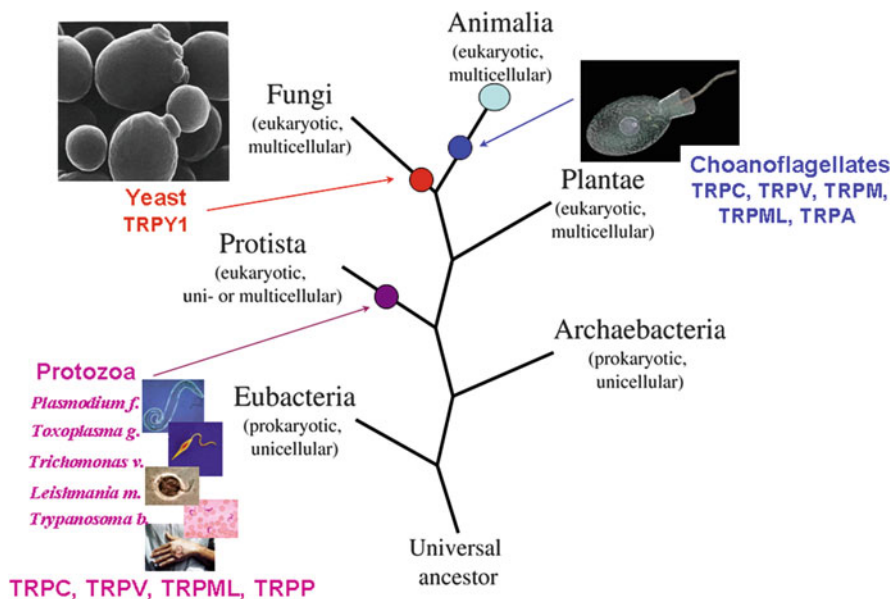 Animalia
(eukaryotic,
multicellular)
Fungi
(eukaryotic,
multicellular)
Choanoflagellates
TRPC, TRPV, TRPM,
TRPML, TRPA
Yeast
TRPY1
Plantae
(eukaryotic,
multicellular)
Protista
(eukaryotic,
uni- or multicellular)
Archaebacteria
(prokaryotic,
unicellular)
Protozoa
Plasmodium f.
Toxoplasma g.
Trichomonas v.
Leishmania m.
Trypanosoma b.
TRPC, TRPV, TRPML, TRPP
Eubacteria
(prokaryotic,
unicellular)
Universal
ancestor